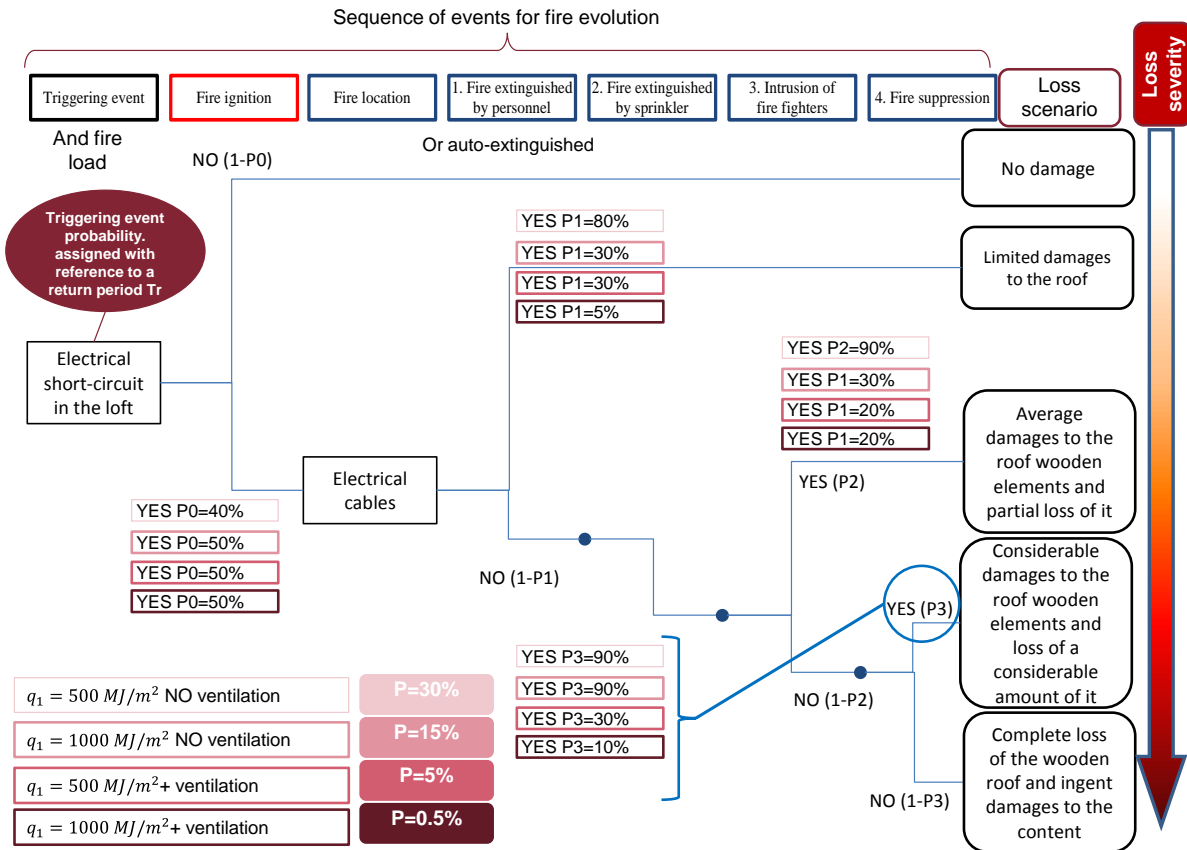 Sequence of events for fire evolution
Loss
severity
Triggering event
Fire ignition
Fire location
1. Fire extinguished
by personnel
2. Fire extinguished
by sprinkler
3. Intrusion of
fire fighters
4. Fire suppression
Loss
scenario
And fire
load
NO (1-P0)
Or auto-extinguished
No damage
Triggering event
probability.
assigned with
reference to a
return period Tr
YES P1=80%
YES P1=30%
YES P1=30%
YES P1=5%
Limited damages
to the roof
Electrical
short-circuit
in the loft
YES P2=90%
YES P1=30%
YES P1=20%
YES P1=20%
Average
damages to the
roof wooden
elements and
partial loss of it
YES (P2)
Electrical
cables
YES P0=40%
YES P0=50%
YES P0=50%
YES P0=50%
NO (1-P1)
YES (P3)
Considerable
damages to the
roof wooden
elements and
loss of a
considerable
amount of it
NO (1-P2)
YES P3=90%
YES P3=90%
YES P3=30%
YES P3=10%
q₁ = 500 MJ/m² NO ventilation P=30%
q₁ = 1000 MJ/m² NO ventilation P=15%
q₁ = 500 MJ/m²+ ventilation P=5%
q₁ = 1000 MJ/m²+ ventilation P=0.5%
NO (1-P3)
Complete loss
of the wooden
roof and ingent
damages to the
content